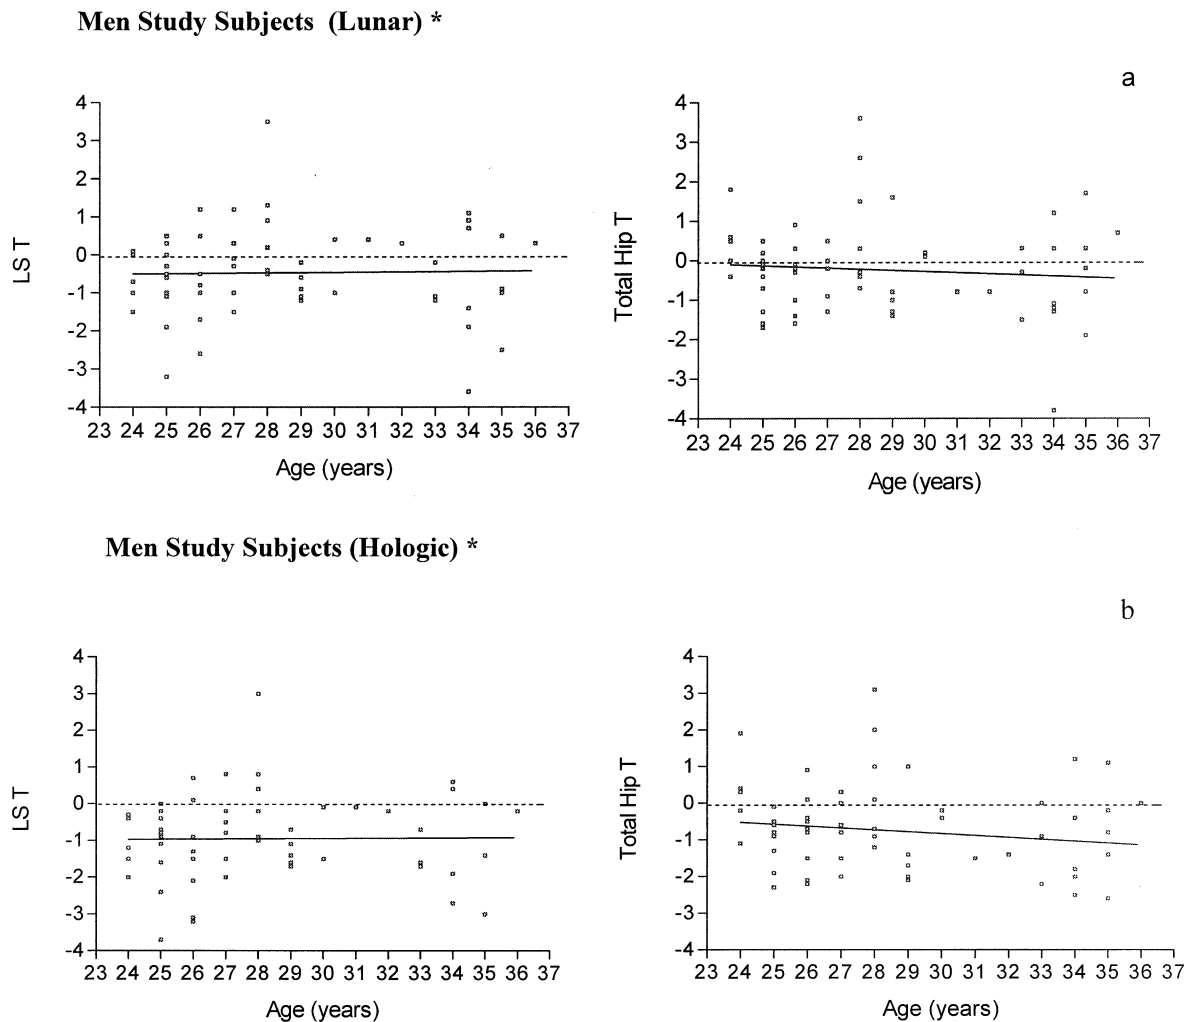 Men Study Subjects (Lunar) *
a
4
3
2
1
0
-1
-2
-3
-4
LS T
23 24 25 26 27 28 29 30 31 32 33 34 35 36 37
Age (years)
4
3
2
1
0
-1
-2
-3
-4
Total Hip T
23 24 25 26 27 28 29 30 31 32 33 34 35 36 37
Age (years)
Men Study Subjects (Hologic) *
b
4
3
2
1
0
-1
-2
-3
-4
LS T
23 24 25 26 27 28 29 30 31 32 33 34 35 36 37
Age (years)
4
3
2
1
0
-1
-2
-3
-4
Total Hip T
23 24 25 26 27 28 29 30 31 32 33 34 35 36 37
Age (years)